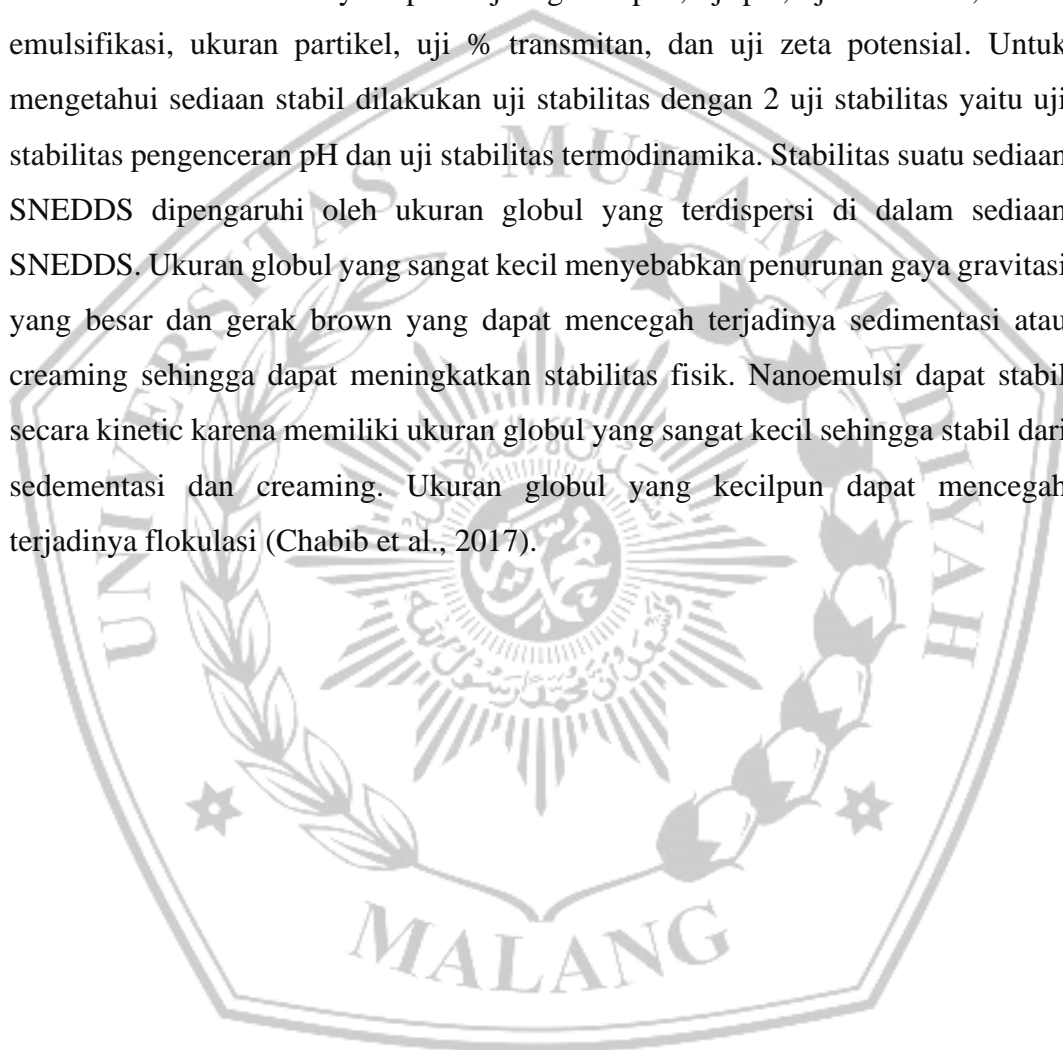 emulsifikasi, ukuran partikel, uji % transmitan, dan uji zeta potensial. Untuk
mengetahui sediaan stabil dilakukan uji stabilitas dengan 2 uji stabilitas yaitu uji
stabilitas pengenceran pH dan uji stabilitas termodinamika. Stabilitas suatu sediaan
SNEDDS dipengaruhi oleh ukuran globul yang terdispersi di dalam sediaan
SNEDDS. Ukuran globul yang sangat kecil menyebabkan penurunan gaya gravitasi
yang besar dan gerak brown yang dapat mencegah terjadinya sedimentasi atau
creaming sehingga dapat meningkatkan stabilitas fisik. Nanoemulsi dapat stabil
secara kinetic karena memiliki ukuran globul yang sangat kecil sehingga stabil dari
sedementasi dan creaming. Ukuran globul yang kecilpun dapat mencegah
terjadinya flokulasi (Chabib et al., 2017).
UNIVERSITAS MUHAMMADIYAH
MALANG